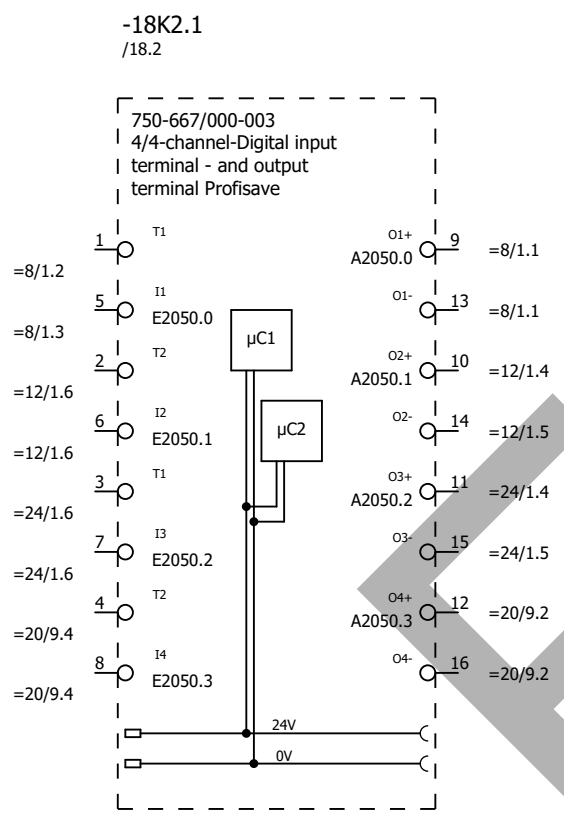 -18K2.1
/18.2
750-667/000-003
4/4-channel-Digital input
terminal - and output
terminal Profisave
1 T1 O1+ 9 =8/1.1
=8/1.2 A2050.0
5 I1 O1- 13 =8/1.1
=8/1.3 E2050.0
µC1
2 T2 O2+ 10 =12/1.4
=12/1.6 A2050.1
6 I2 O2- 14 =12/1.5
=12/1.6 E2050.1
µC2
3 T1 O3+ 11 =24/1.4
=24/1.6 A2050.2
7 I3 O3- 15 =24/1.5
=24/1.6 E2050.2
4 T2 O4+ 12 =20/9.2
=20/9.4 A2050.3
8 I4 O4- 16 =20/9.2
=20/9.4 E2050.3
24V
0V